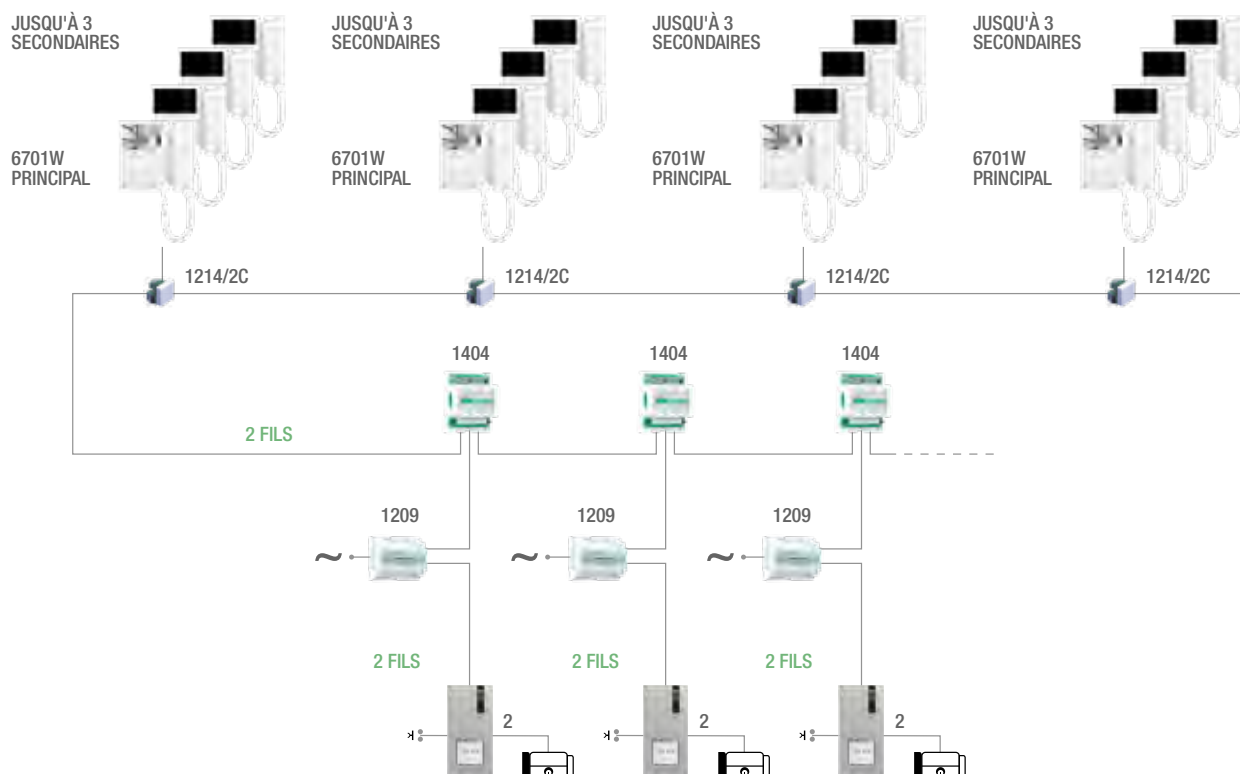 JUSQU'À 3
SECONDAIRES
JUSQU'À 3
SECONDAIRES
JUSQU'À 3
SECONDAIRES
JUSQU'À 3
SECONDAIRES
6701W
PRINCIPAL
6701W
PRINCIPAL
6701W
PRINCIPAL
6701W
PRINCIPAL
1214/2C
1214/2C
1214/2C
1214/2C
1404
1404
1404
2 FILS
1209
1209
1209
~
~
~
2 FILS
2 FILS
2 FILS
2
2
2